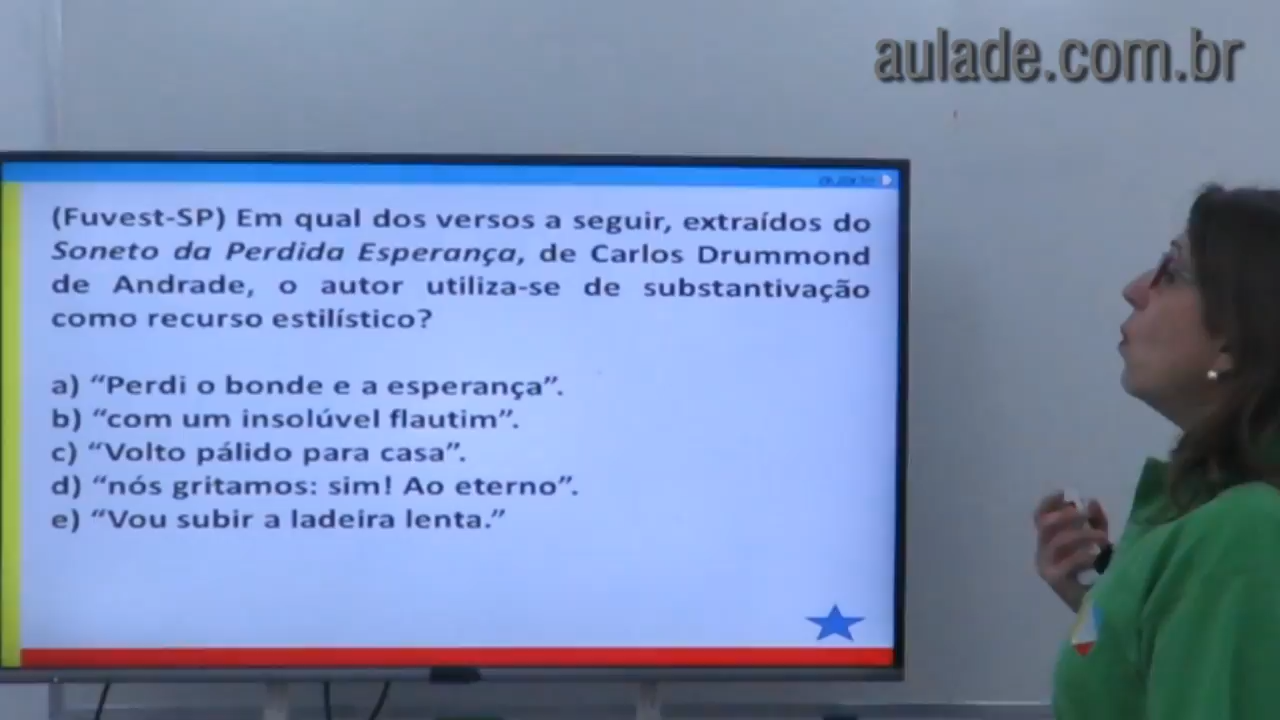 aulade.com.br
(Fuvest-SP) Em qual dos versos a seguir, extraídos do
Soneto da Perdida Esperança, de Carlos Drummond
de Andrade, o autor utiliza-se de substantivação
como recurso estilístico?
a) “Perdi o bonde e a esperança”.
b) “com um insolúvel flautim”.
c) “Volto pálido para casa”.
d) “nós gritamos: sim! Ao eterno”.
e) “Vou subir a ladeira lenta.”